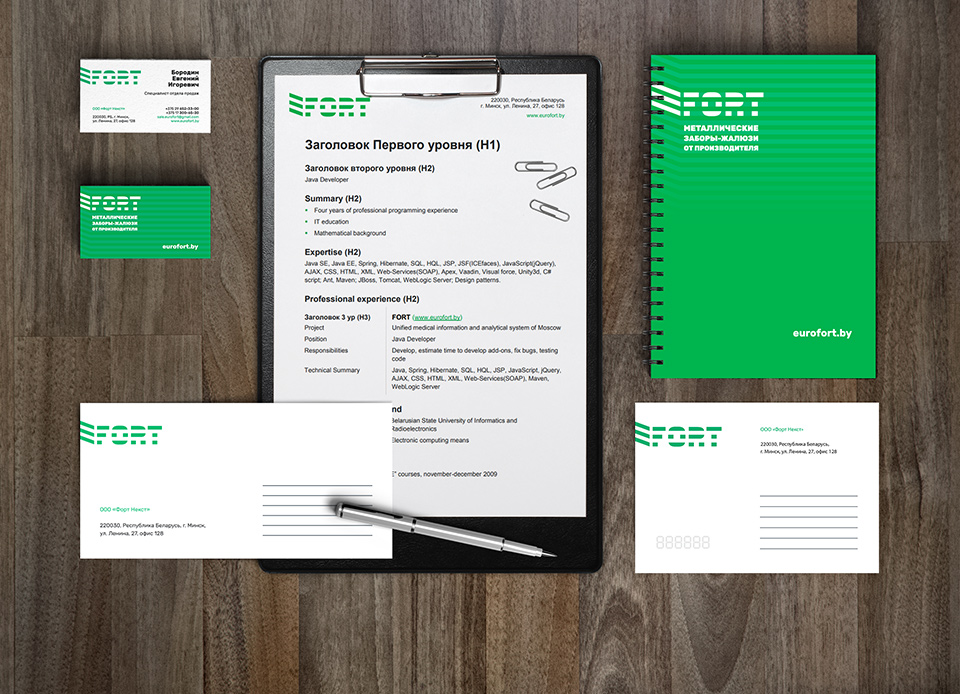 FORT
Бородин
Евгений
Игоревич
Специалист отдела продаж
ООО «Форт Некст»
220030, РБ, г. Минск,
ул. Ленина, 27, офис 128
www.eurofort.by
FORT
МЕТАЛЛИЧЕСКИЕ
ЗАБОРЫ-ЖАЛЮЗИ
ОТ ПРОИЗВОДИТЕЛЯ
eurofort.by
FORT
220030, Республика Беларусь
г. Минск, ул. Ленина, 27, офис 128
www.eurofort.by
Заголовок Первого уровня (H1)
Заголовок второго уровня (H2)
Java Developer
Summary (H2)
Four years of professional programming experience
IT education
Mathematical background
Expertise (H2)
Java SE, Java EE, Spring, Hibernate, SQL, HQL, JSP, JSF(ICEfaces), JavaScript(jQuery),
AJAX, CSS, HTML, XML, Web-Services(SOAP), Apex, Vaadin, Visual force, Unity3d, C#
script; Ant, Maven; JBoss, Tomcat, WebLogic Server; Design patterns.
Professional experience (H2)
Заголовок 3 ур (H3) FORT (www.eurofort.by)
Project Unified medical information and analytical system of Moscow
Position Java Developer
Responsibilities Develop, estimate time to develop add-ons, fix bugs, testing
code
Technical Summary Java, Spring, Hibernate, SQL, HQL, JSP, JavaScript, jQuery,
AJAX, CSS, HTML, XML, Web-Services(SOAP), Maven,
WebLogic Server
nd
Belarusian State University of Informatics and
Radioelectronics
Electronic computing means
E" courses, november-december 2009
FORT
МЕТАЛЛИЧЕСКИЕ
ЗАБОРЫ-ЖАЛЮЗИ
ОТ ПРОИЗВОДИТЕЛЯ
eurofort.by
FORT
ООО «Форт Некст»
220030, Республика Беларусь, г. Минск,
ул. Ленина, 27, офис 128
FORT
ООО «Форт Некст»
220030, Республика Беларусь,
г. Минск, ул. Ленина, 27, офис 128
888888